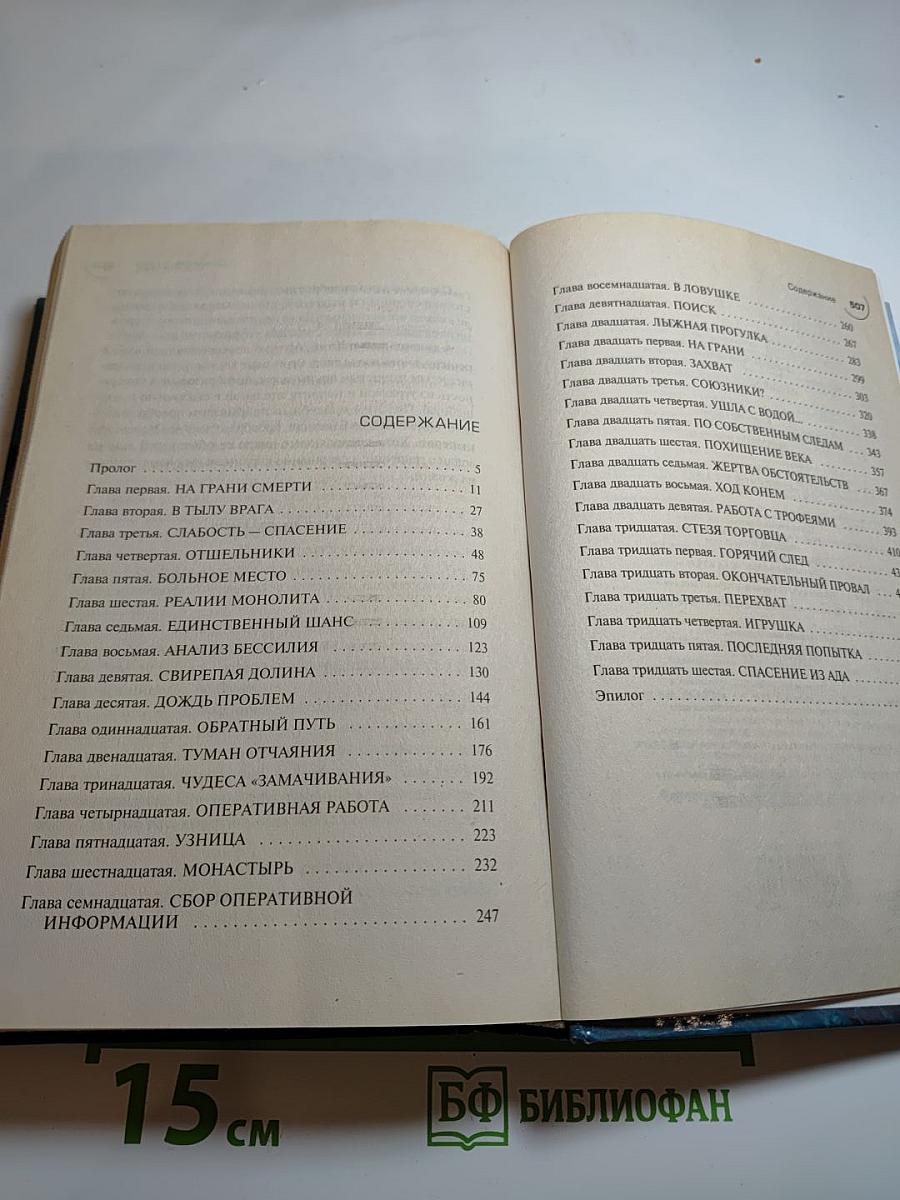 СОДЕРЖАНИЕ
Пролог . . . . . . . . . . 5
Глава первая. НА ГРАНИ СМЕРТИ . . . . . . . . . . 11
Глава вторая. В ТЫЛУ ВРАГА . . . . . . . . . . 27
Глава третья. СЛАБОСТЬ — СПАСЕНИЕ . . . . . . . . . . 38
Глава четвертая. ОТШЕЛЬНИКИ . . . . . . . . . . 48
Глава пятая. БОЛЬНОЕ МЕСТО . . . . . . . . . . 75
Глава шестая. РЕАЛИИ МОНОЛИТА . . . . . . . . . . 80
Глава седьмая. ЕДИНСТВЕННЫЙ ШАНС . . . . . . . . . . 109
Глава восьмая. АНАЛИЗ БЕССИЛИЯ . . . . . . . . . . 123
Глава девятая. СВИРЕПАЯ ДОЛИНА . . . . . . . . . . 130
Глава десятая. ДОЖДЬ ПРОБЛЕМ . . . . . . . . . . 144
Глава одиннадцатая. ОБРАТНЫЙ ПУТЬ . . . . . . . . . . 161
Глава двенадцатая. ТУМАН ОТЧАЯНИЯ . . . . . . . . . . 176
Глава тринадцатая. ЧУДЕСА «ЗАМАЧИВАНИЯ» . . . . . . . 192
Глава четырнадцатая. ОПЕРАТИВНАЯ РАБОТА . . . . . . . 211
Глава пятнадцатая. УЗНИЦА . . . . . . . . . . 223
Глава шестнадцатая. МОНАСТЫРЬ . . . . . . . . . . 232
Глава семнадцатая. СБОР ОПЕРАТИВНОЙ
ИНФОРМАЦИИ . . . . . . . . . . 247
Содержание 507
Глава восемнадцатая. В ЛОВУШКЕ . . . . . . . . . . 260
Глава девятнадцатая. ПОИСК . . . . . . . . . . 267
Глава двадцатая. ЛЫЖНАЯ ПРОГУЛКА . . . . . . . . . . 283
Глава двадцать первая. НА ГРАНИ . . . . . . . . . . 299
Глава двадцать вторая. ЗАХВАТ . . . . . . . . . . 303
Глава двадцать третья. СОЮЗНИКИ? . . . . . . . . . . 320
Глава двадцать четвертая. УШЛА С ВОДОЙ... . . . . . . . 338
Глава двадцать пятая. ПО СОБСТВЕННЫМ СЛЕДАМ . . . 343
Глава двадцать шестая. ПОХИЩЕНИЕ ВЕКА . . . . . . . 357
Глава двадцать седьмая. ЖЕРТВА ОБСТОЯТЕЛЬСТВ . . . 367
Глава двадцать восьмая. ХОД КОНЕМ . . . . . . . . . . 374
Глава двадцать девятая. РАБОТА С ТРОФЕЯМИ . . . . . 393
Глава тридцатая. СТЕЗЯ ТОРГОВЦА . . . . . . . . . . 410
Глава тридцать первая. ГОРЯЧИЙ СЛЕД . . . . . . . . . .
Глава тридцать вторая. ОКОНЧАТЕЛЬНЫЙ ПРОВАЛ . . .
Глава тридцать третья. ПЕРЕХВАТ . . . . . . . . . .
Глава тридцать четвертая. ИГРУШКА . . . . . . . . . .
Глава тридцать пятая. ПОСЛЕДНЯЯ ПОПЫТКА . . . . .
Глава тридцать шестая. СПАСЕНИЕ ИЗ АДА . . . . . . .
Эпилог . . . . . . . . . .
15 см
БФ БИБЛИОФАН